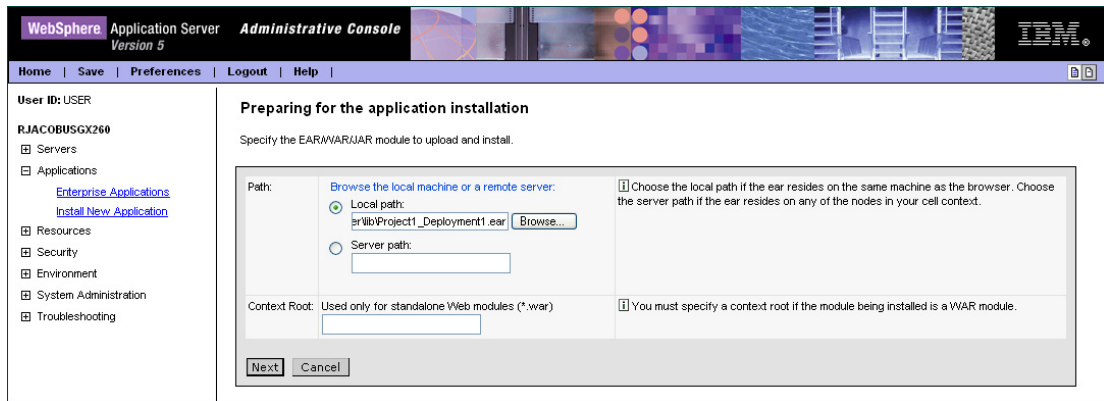 WebSphere Application Server Administrative Console
Version 5
IBM®
Home | Save | Preferences | Logout | Help |
User ID: USER
RJACOBUSGX260
Servers
Applications
Enterprise Applications
Install New Application
Resources
Security
Environment
System Administration
Troubleshooting
Preparing for the application installation
Specify the EAR/WAR/JAR module to upload and install.
Path:
Browse the local machine or a remote server:
Local path:
er\lib\Project1_Deployment1.ear Browse...
Server path:
i Choose the local path if the ear resides on the same machine as the browser. Choose
the server path if the ear resides on any of the nodes in your cell context.
Context Root: Used only for standalone Web modules (*.war)
i You must specify a context root if the module being installed is a WAR module.
Next Cancel